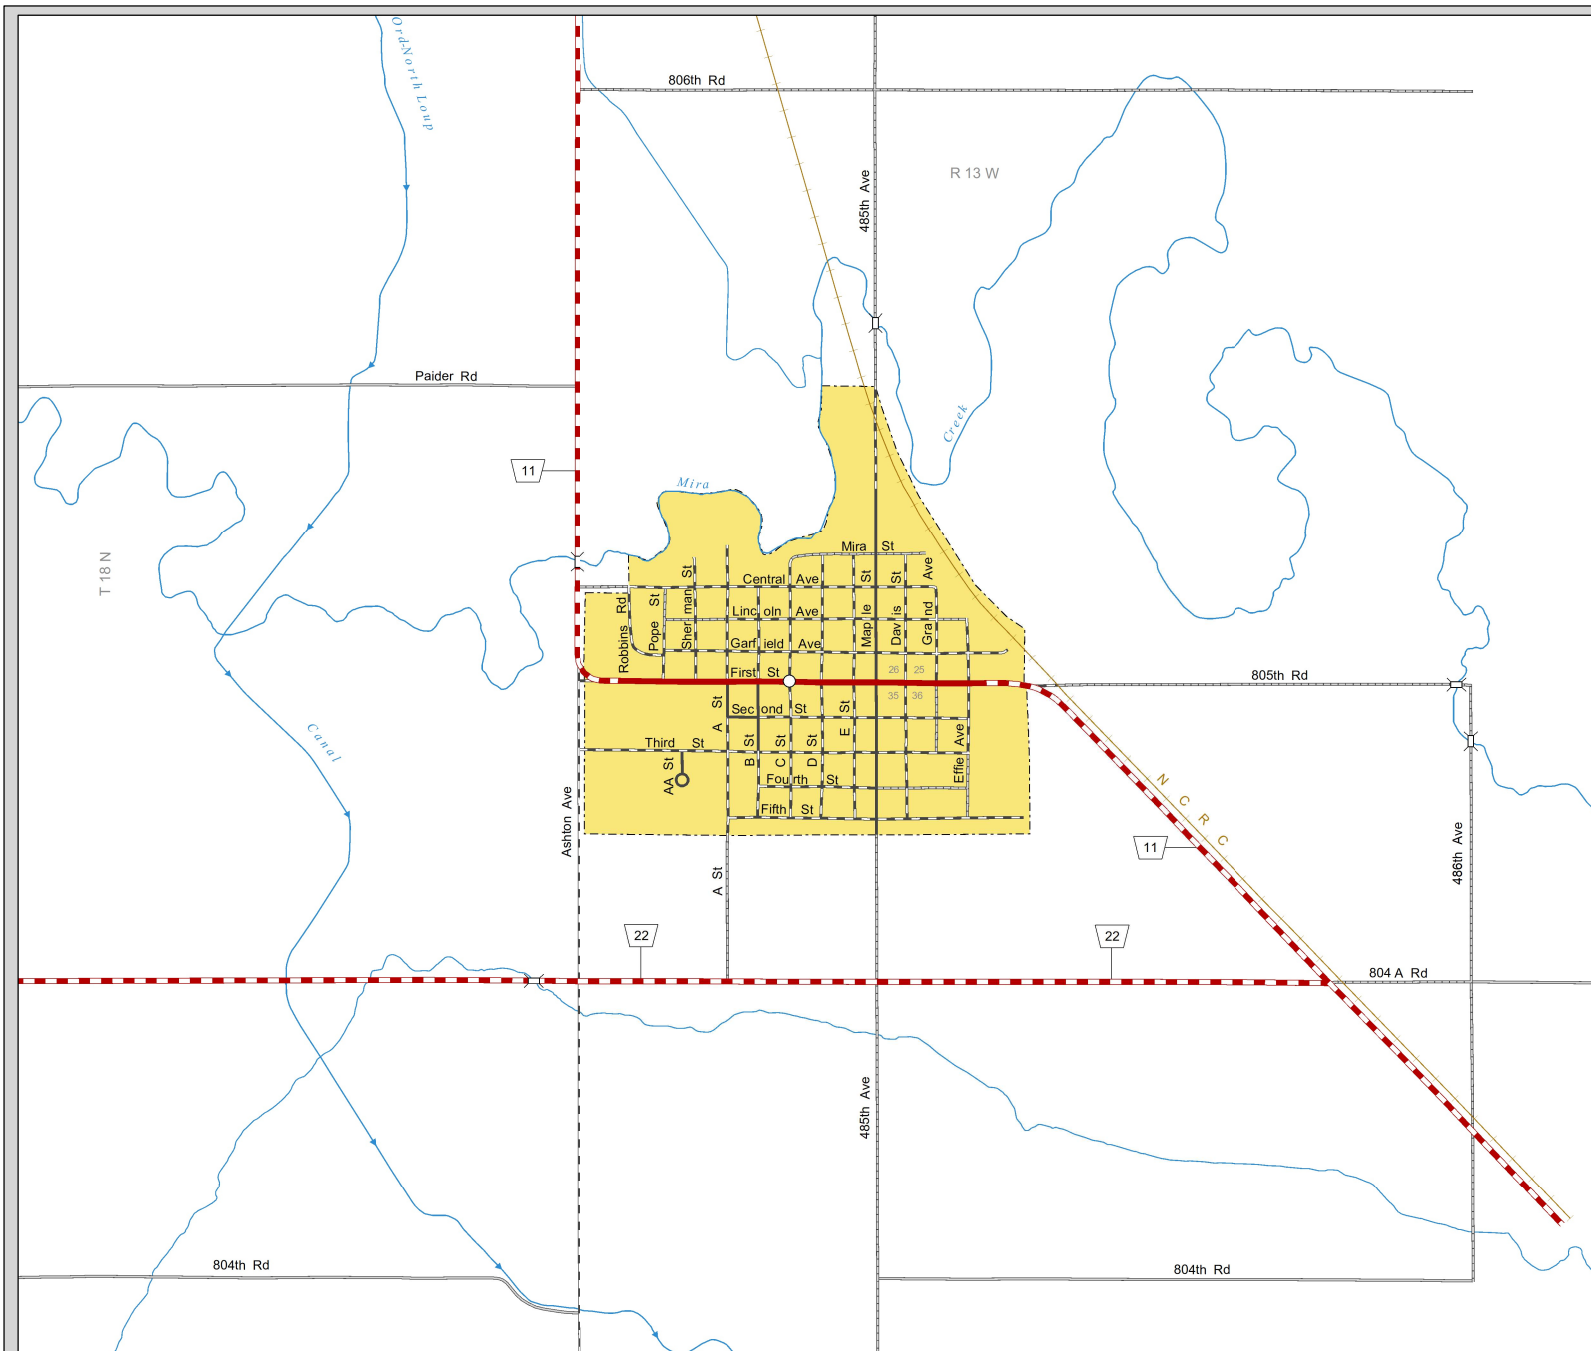 Ord-North Loup
806th Rd
R 13 W
485th Ave
Paider Rd
Creek
11
Mira
T 18 N
Mira St
Central Ave
Lincoln Ave
Garfield Ave
First St
Second St
Third St
Fourth St
Fifth St
Robbins Rd
Pope St
Sherman St
Maple St
Davis St
Grand Ave
26 25
35 36
805th Rd
A St
B St
C St
D St
E St
Effie Ave
AA St
Canal
Ashton Ave
N C R C
11
486th Ave
A St
22
22
804 A Rd
485th Ave
804th Rd
804th Rd